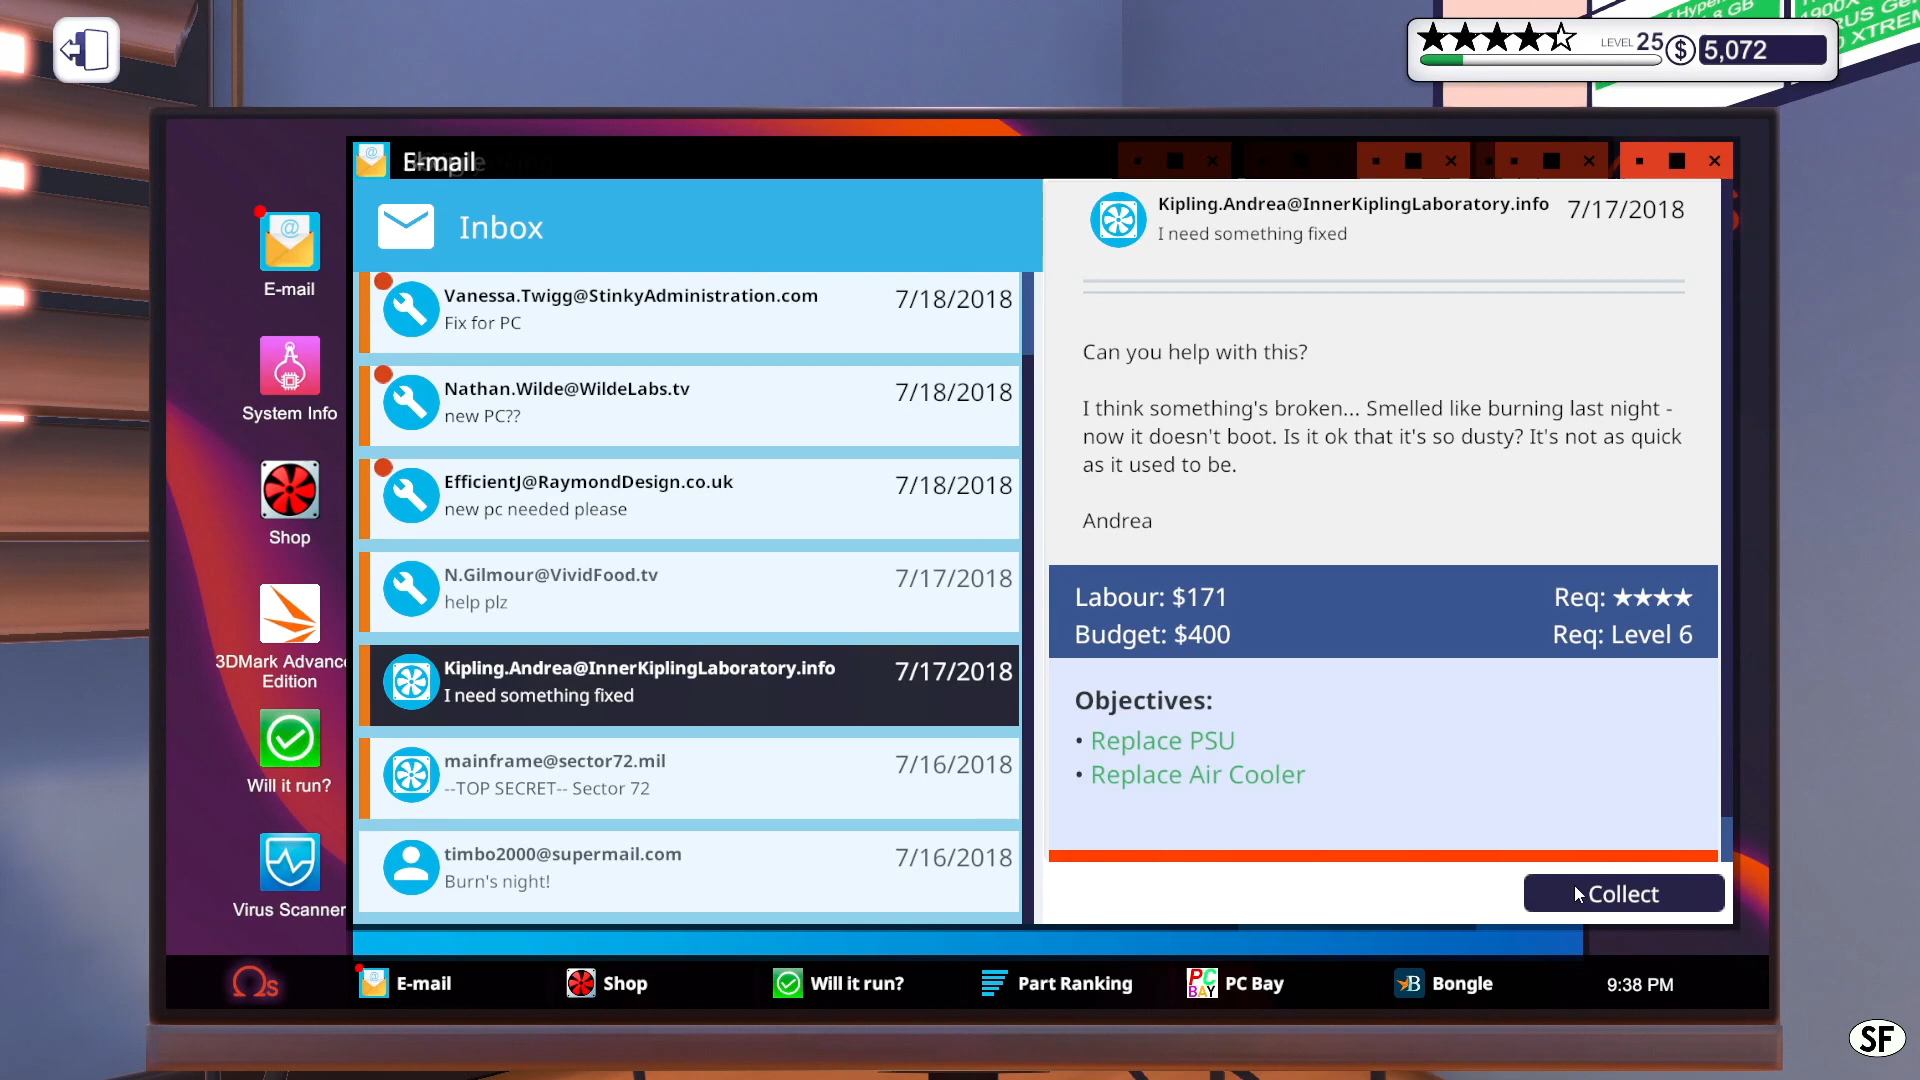 LEVEL 25
$ 5,072
E-mail
Inbox
Vanessa.Twigg@StinkyAdministration.com 7/18/2018
Fix for PC
Nathan.Wilde@WildeLabs.tv 7/18/2018
new PC??
EfficientJ@RaymondDesign.co.uk 7/18/2018
new pc needed please
N.Gilmour@VividFood.tv 7/17/2018
help plz
Kipling.Andrea@InnerKiplingLaboratory.info 7/17/2018
I need something fixed
mainframe@sector72.mil 7/16/2018
--TOP SECRET-- Sector 72
timbo2000@supermail.com 7/16/2018
Burn's night!
Kipling.Andrea@InnerKiplingLaboratory.info 7/17/2018
I need something fixed
Can you help with this?
I think something's broken... Smelled like burning last night -
now it doesn't boot. Is it ok that it's so dusty? It's not as quick
as it used to be.
Andrea
Labour: $171 Req: ★★★★
Budget: $400 Req: Level 6
Objectives:
• Replace PSU
• Replace Air Cooler
Collect
E-mail
System Info
Shop
3DMark Advanc
Edition
Will it run?
Virus Scanner
Ωs
E-mail
Shop
Will it run?
Part Ranking
PC BAY
PC Bay
B
Bongle
9:38 PM
SF